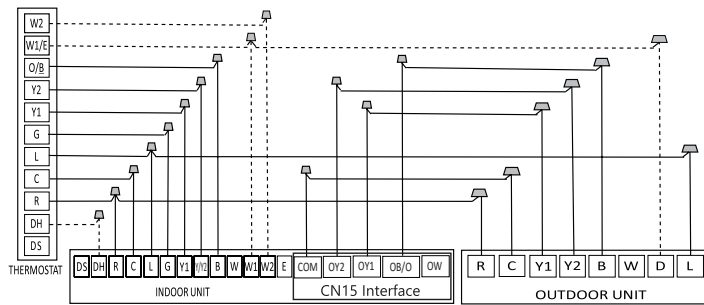 W2
W1/E
O/B
Y2
Y1
G
L
C
R
DH
DS
THERMOSTAT
DS DH R C L G Y1 Y/Y2 B W W1 W2 E
INDOOR UNIT
COM OY2 OY1 OB/O OW
CN15 Interface
R C Y1 Y2 B W D L
OUTDOOR UNIT